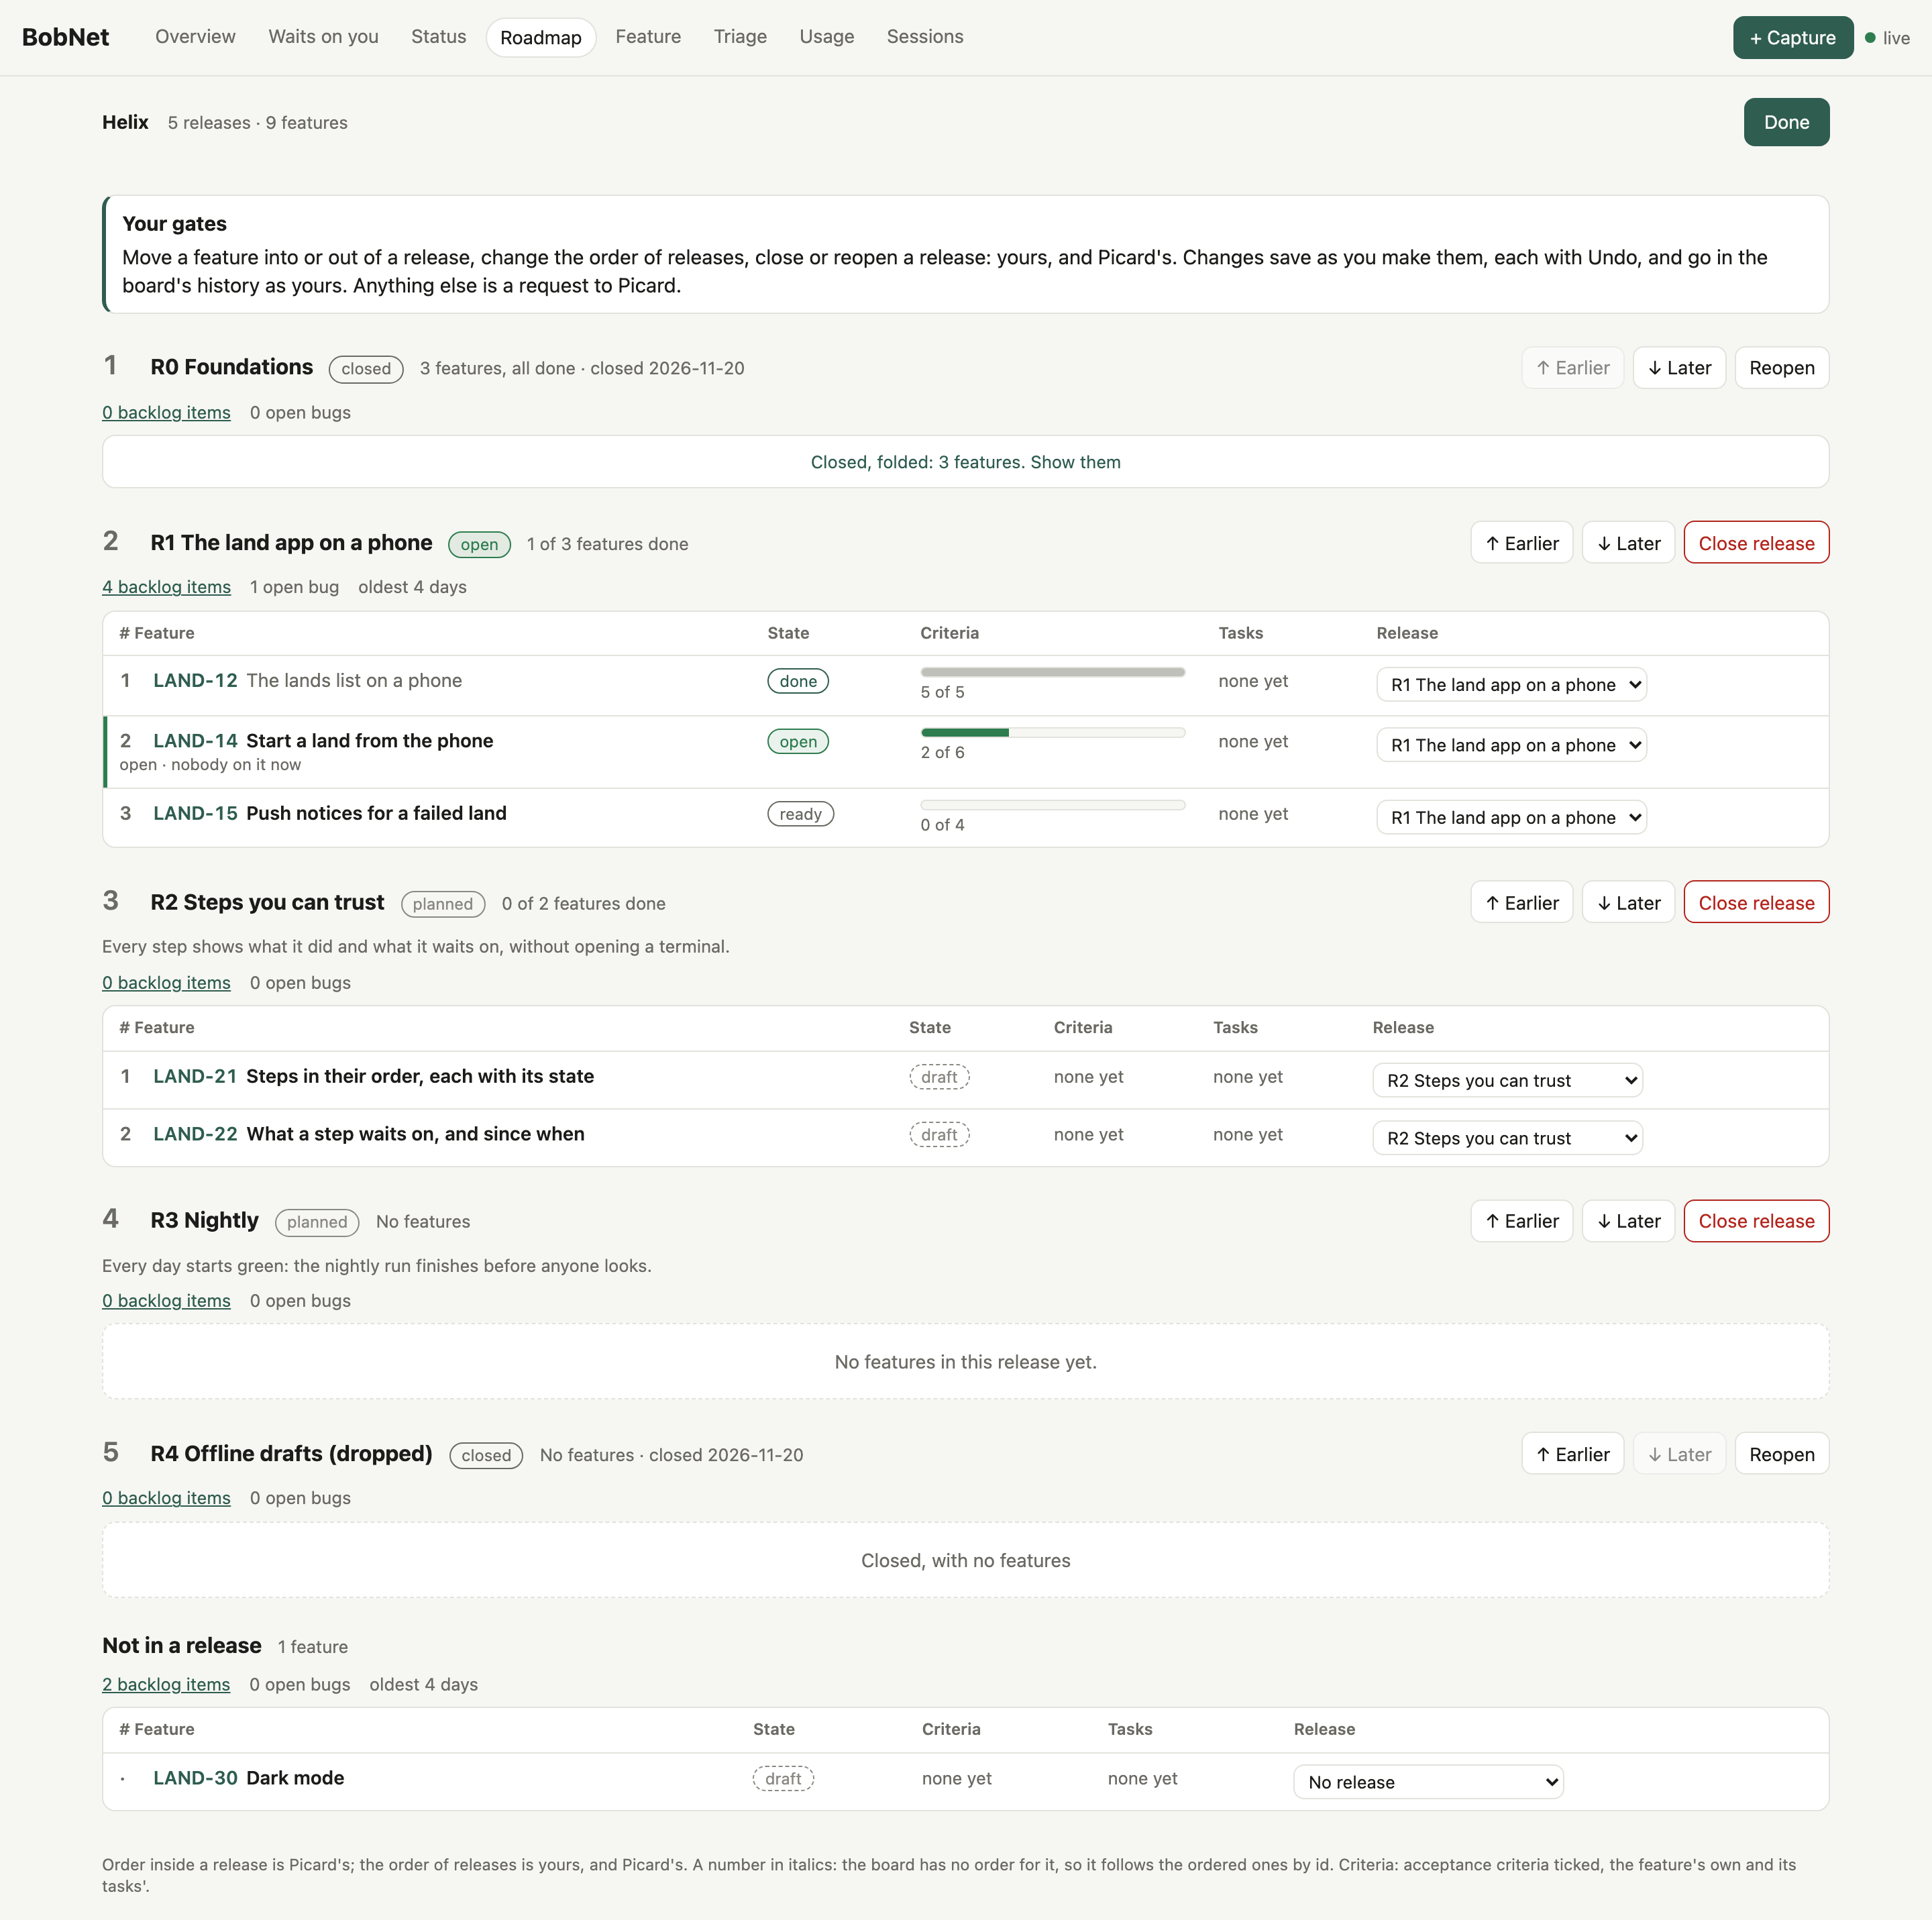 BobNet
Overview
Waits on you
Status
Roadmap
Feature
Triage
Usage
Sessions
+ Capture
live
Helix
5 releases · 9 features
Done
Your gates
Move a feature into or out of a release, change the order of releases, close or reopen a release: yours, and Picard's. Changes save as you make them, each with Undo, and go in the
board's history as yours. Anything else is a request to Picard.
1 R0 Foundations closed 3 features, all done · closed 2026-11-20
↑ Earlier ↓ Later Reopen
0 backlog items 0 open bugs
Closed, folded: 3 features. Show them
2 R1 The land app on a phone open 1 of 3 features done
↑ Earlier ↓ Later Close release
4 backlog items 1 open bug oldest 4 days
# Feature State Criteria Tasks Release
1 LAND-12 The lands list on a phone done 5 of 5 none yet R1 The land app on a phone
2 LAND-14 Start a land from the phone open 2 of 6 none yet R1 The land app on a phone
open · nobody on it now
3 LAND-15 Push notices for a failed land ready 0 of 4 none yet R1 The land app on a phone
3 R2 Steps you can trust planned 0 of 2 features done
↑ Earlier ↓ Later Close release
Every step shows what it did and what it waits on, without opening a terminal.
0 backlog items 0 open bugs
# Feature State Criteria Tasks Release
1 LAND-21 Steps in their order, each with its state draft none yet none yet R2 Steps you can trust
2 LAND-22 What a step waits on, and since when draft none yet none yet R2 Steps you can trust
4 R3 Nightly planned No features
↑ Earlier ↓ Later Close release
Every day starts green: the nightly run finishes before anyone looks.
0 backlog items 0 open bugs
No features in this release yet.
5 R4 Offline drafts (dropped) closed No features · closed 2026-11-20
↑ Earlier ↓ Later Reopen
0 backlog items 0 open bugs
Closed, with no features
Not in a release 1 feature
2 backlog items 0 open bugs oldest 4 days
# Feature State Criteria Tasks Release
· LAND-30 Dark mode draft none yet none yet No release
Order inside a release is Picard's; the order of releases is yours, and Picard's. A number in italics: the board has no order for it, so it follows the ordered ones by id. Criteria: acceptance criteria ticked, the feature's own and its
tasks'.